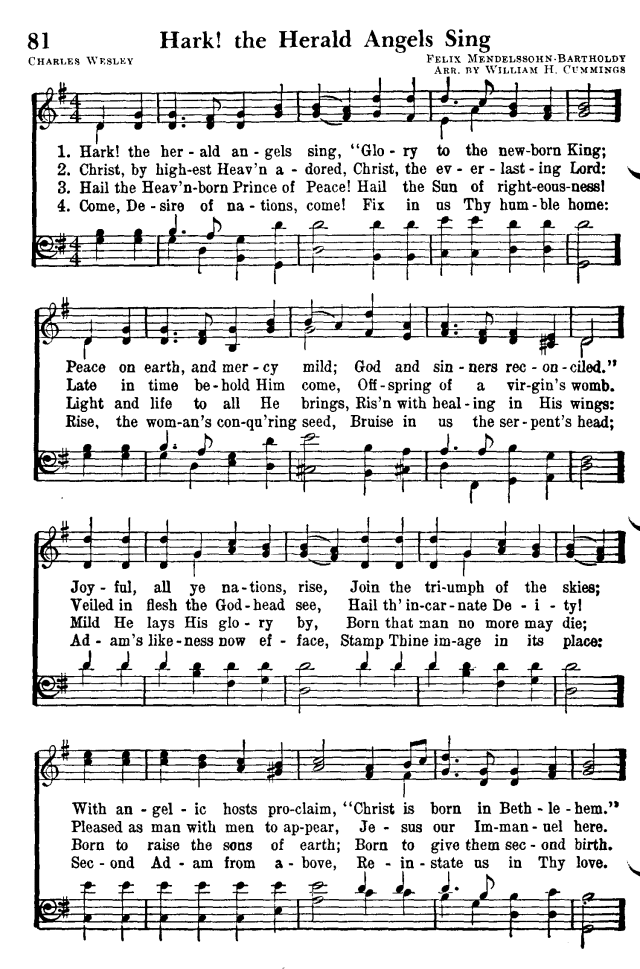 81 Hark! the Herald Angels Sing
CHARLES WESLEY FELIX MENDELSSOHN-BARTHOLDY
ARR. BY WILLIAM H. CUMMINGS
1. Hark! the her - ald an - gels sing, "Glo - ry to the new-born King;
2. Christ, by high-est Heav'n a - dored, Christ, the ev - er - last - ing Lord:
3. Hail the Heav'n-born Prince of Peace! Hail the Sun of right-eous-ness!
4. Come, De - sire of na - tions, come! Fix in us Thy hum - ble home:
Peace on earth, and mer - cy mild; God and sin - ners rec - on - ciled."
Late in time be - hold Him come, Off - spring of a vir - gin's womb.
Light and life to all He brings, Ris'n with heal - ing in His wings:
Rise, the wom - an's con - qu'ring seed, Bruise in us the ser - pent's head;
Joy - ful, all ye na - tions, rise, Join the tri - umph of the skies;
Veiled in flesh the God - head see, Hail th' in - car - nate De - i - ty!
Mild He lays His glo - ry by, Born that man no more may die;
Ad - am's like - ness now ef - face, Stamp Thine im - age in its place:
With an - gel - ic hosts pro-claim, "Christ is born in Beth - le - hem."
Pleased as man with men to ap-pear, Je - sus our Im - man - uel here.
Born to raise the sons of earth; Born to give them sec - ond birth.
Sec - ond Ad - am from a - bove, Re - in - state us in Thy love.